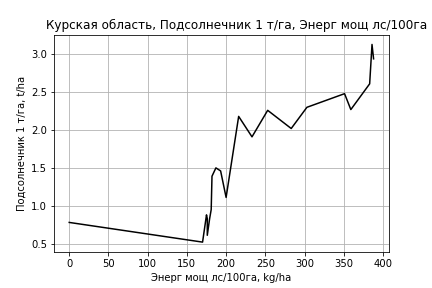 Курская область, Подсолнечник 1 т/га, Энерг мощ лс/100га
Подсолнечник 1 т/га, t/ha
3.0
2.5
2.0
1.5
1.0
0.5
0 50 100 150 200 250 300 350 400
Энерг мощ лс/100га, kg/ha